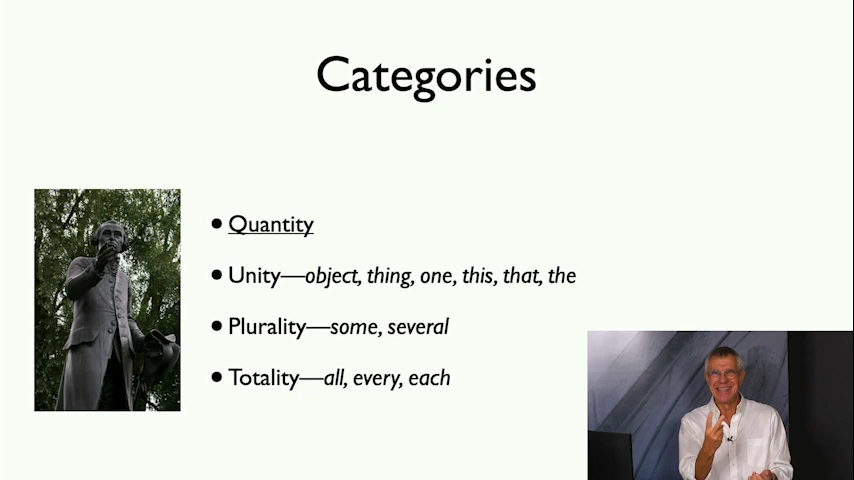 Categories
• Quantity
• Unity—object, thing, one, this, that, the
• Plurality—some, several
• Totality—all, every, each